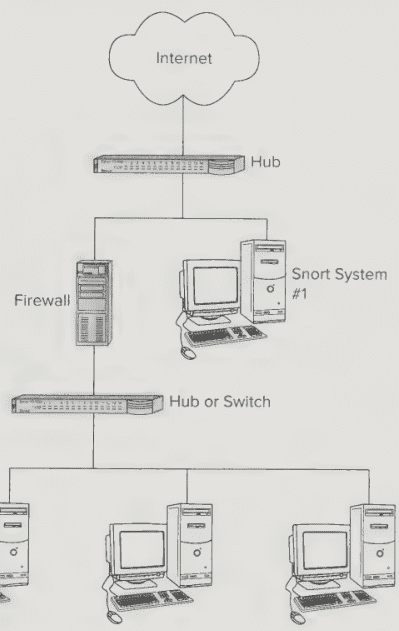 Internet
Hub
Snort System
#1
Firewall
Hub or Switch